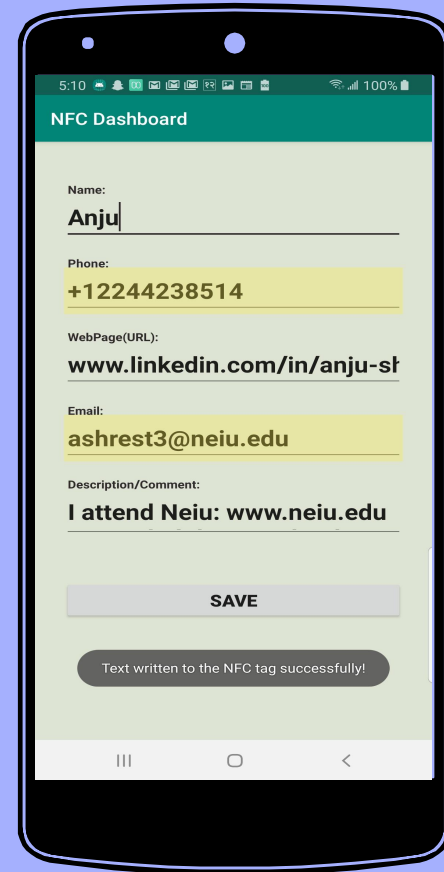 5:10 100%
NFC Dashboard
Name:
Anju
Phone:
+12244238514
WebPage(URL):
www.linkedin.com/in/anju-sh
Email:
ashrest3@neiu.edu
Description/Comment:
I attend Neiu: www.neiu.edu
SAVE
Text written to the NFC tag successfully!